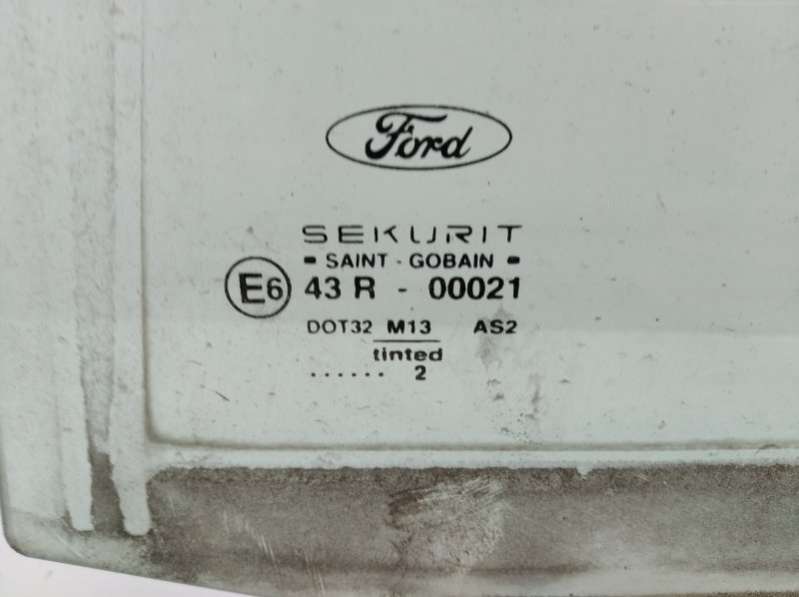 Ford
SEKURIT
SAINT - GOBAIN
E6 43 R - 00021
DOT32 M13 AS2
tinted
...... 2